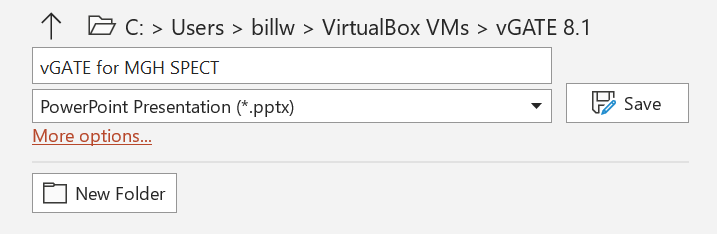 C: > Users > billw > VirtualBox VMs > vGATE 8.1
vGATE for MGH SPECT
PowerPoint Presentation (*.pptx)
Save
More options...
New Folder